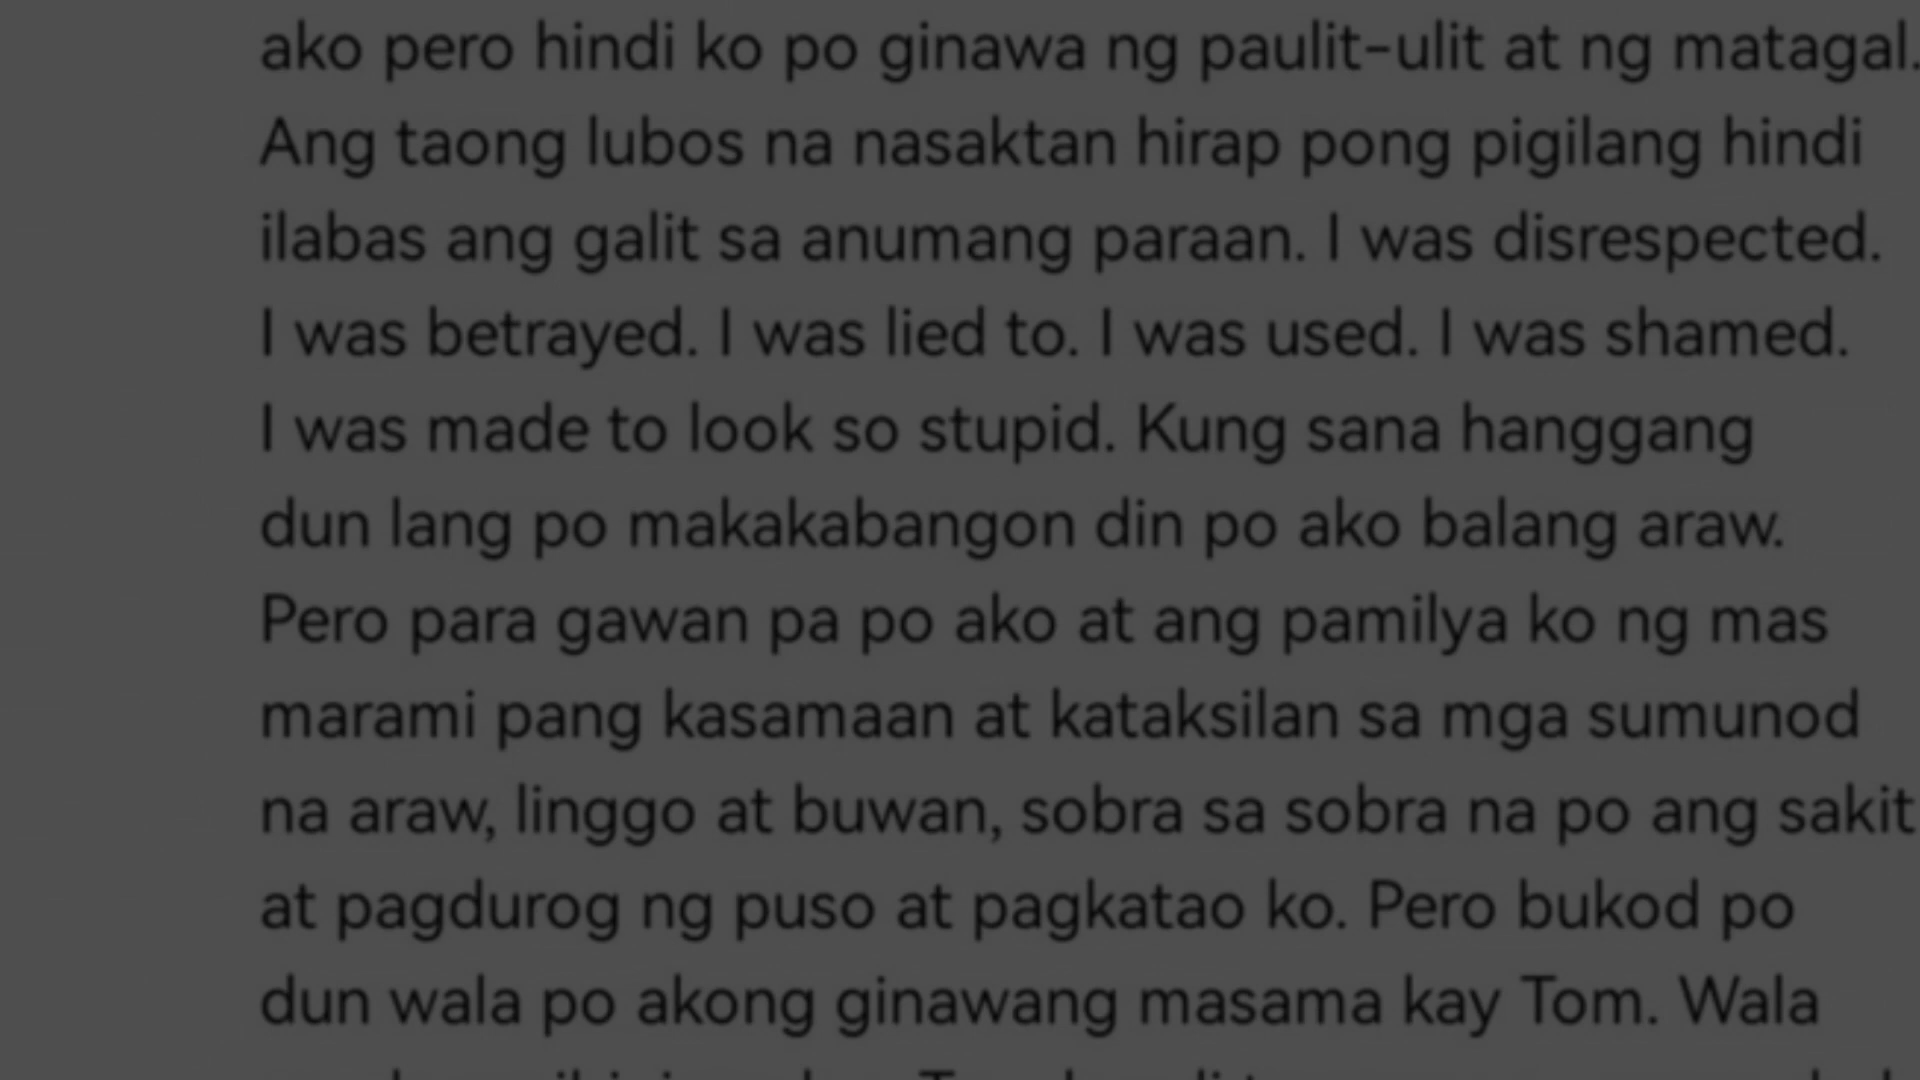 ako pero hindi ko po ginawa ng paulit-ulit at ng matagal.
Ang taong lubos na nasaktan hirap pong pigilang hindi
ilabas ang galit sa anumang paraan. I was disrespected.
I was betrayed. I was lied to. I was used. I was shamed.
I was made to look so stupid. Kung sana hanggang
dun lang po makakabangon din po ako balang araw.
Pero para gawan pa po ako at ang pamilya ko ng mas
marami pang kasamaan at kataksilan sa mga sumunod
na araw, linggo at buwan, sobra sa sobra na po ang sakit
at pagdurog ng puso at pagkatao ko. Pero bukod po
dun wala po akong ginawang masama kay Tom. Wala